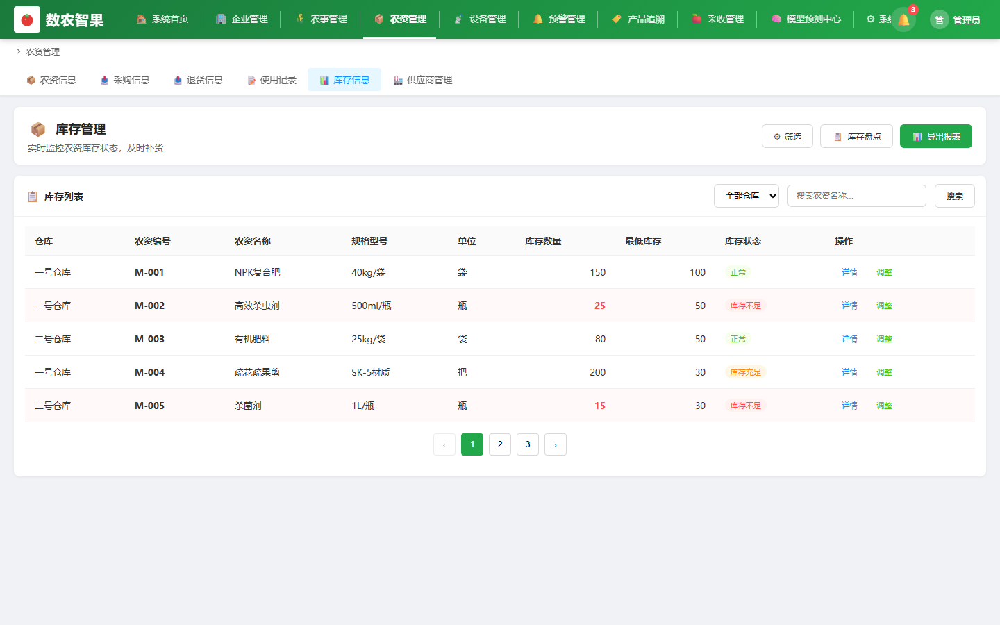 数农智果 系统首页 企业管理 农事管理 农资管理 设备管理 预警管理 产品追溯 采收管理 模型预测中心 系 3 管 管理员
› 农资管理
农资信息 采购信息 退货信息 使用记录 库存信息 供应商管理
库存管理
实时监控农资库存状态，及时补货
筛选 库存盘点 导出报表
库存列表 全部仓库 搜索农资名称... 搜索
仓库 农资编号 农资名称 规格型号 单位 库存数量 最低库存 库存状态 操作
一号仓库 M-001 NPK复合肥 40kg/袋 袋 150 100 正常 详情 调整
一号仓库 M-002 高效杀虫剂 500ml/瓶 瓶 25 50 库存不足 详情 调整
二号仓库 M-003 有机肥料 25kg/袋 袋 80 50 正常 详情 调整
一号仓库 M-004 疏花疏果剪 SK-5材质 把 200 30 库存充足 详情 调整
二号仓库 M-005 杀菌剂 1L/瓶 瓶 15 30 库存不足 详情 调整
‹ 1 2 3 ›